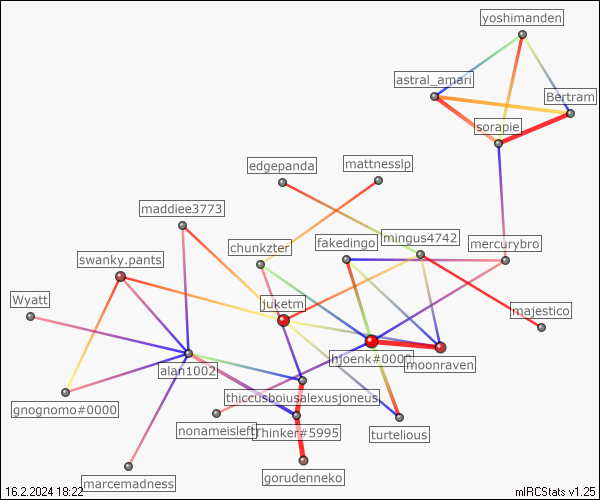 yoshimanden
astral_amari
Bertram
sorapie
edgepanda
mattnesslp
maddiee3773
chunkzter
fakedingo
mingus4742
mercurybro
swanky.pants
Wyatt
juketm
majestico
moenk#0000
moonraven
alan1002
thiccusboiusalexusjoneus
gnognomo#0000
nonameisleft
Thinker#5995
turtelious
marcemadness
gorudenneko
16.2.2024 18:22
mIRCStats v1.25